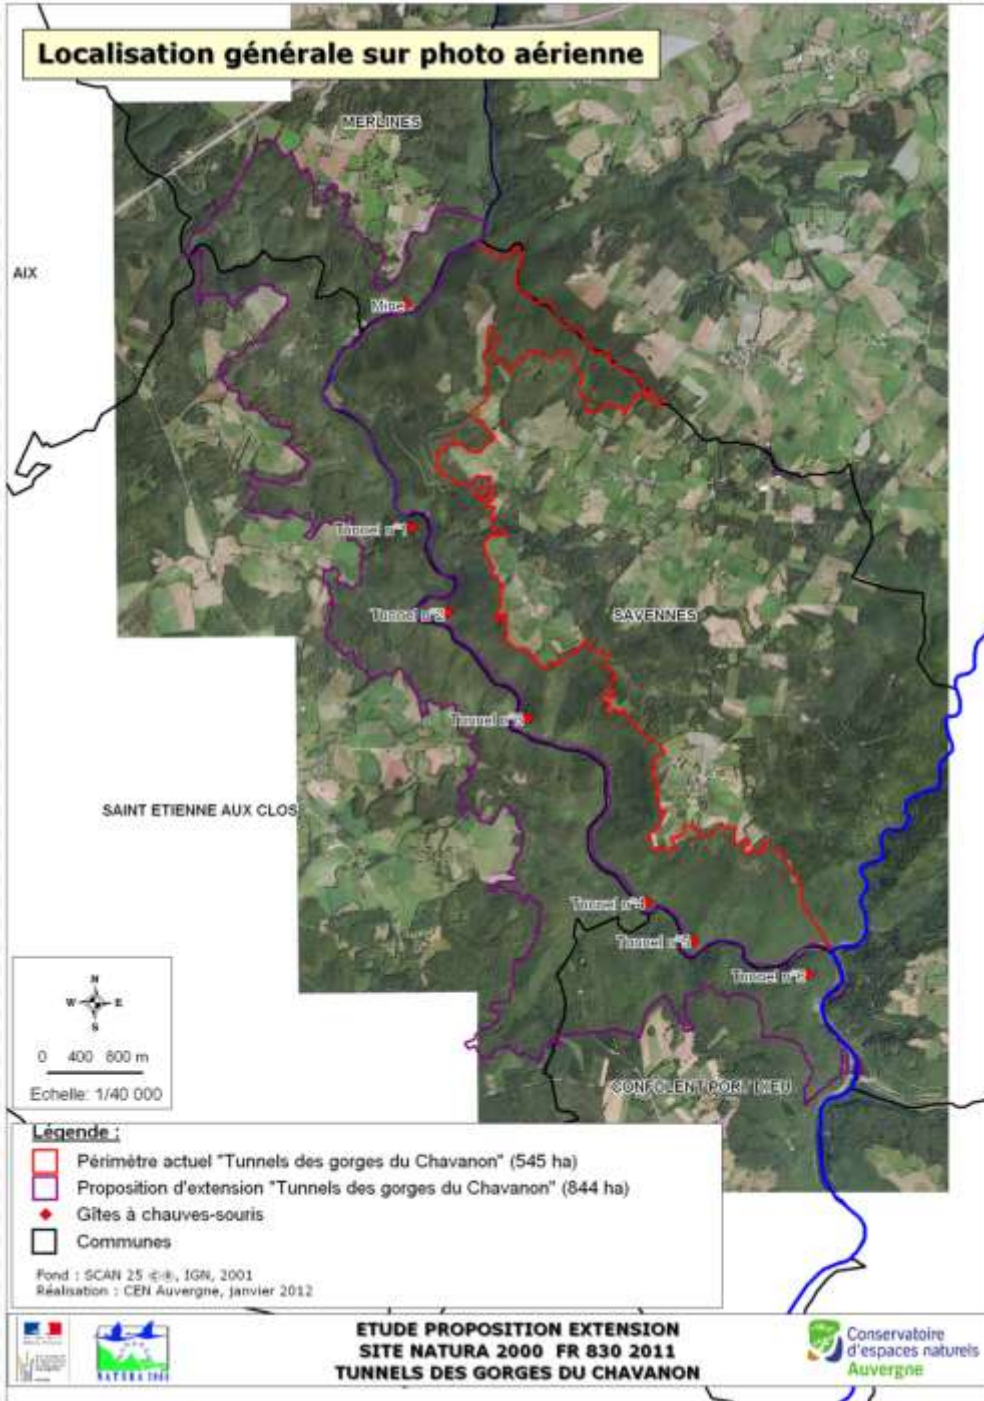 Localisation générale sur photo aérienne
MERLINES
AIX
Mine
Tunnel n°1
Tunnel n°2
SAVENNES
Tunnel n°3
SAINT ETIENNE AUX CLOS
Tunnel n°4
Tunnel n°5
Tunnel n°6
N
W E
S
0 400 800 m
Echelle: 1/40 000
CONFOLENT PORT DIEU
Légende :
Périmètre actuel "Tunnels des gorges du Chavanon" (545 ha)
Proposition d'extension "Tunnels des gorges du Chavanon" (844 ha)
Gîtes à chauves-souris
Communes
Fond : SCAN 25 ©®, IGN, 2001
Réalisation : CEN Auvergne, janvier 2012
NATURA 2000
ETUDE PROPOSITION EXTENSION
SITE NATURA 2000 FR 830 2011
TUNNELS DES GORGES DU CHAVANON
Conservatoire
d'espaces naturels
Auvergne